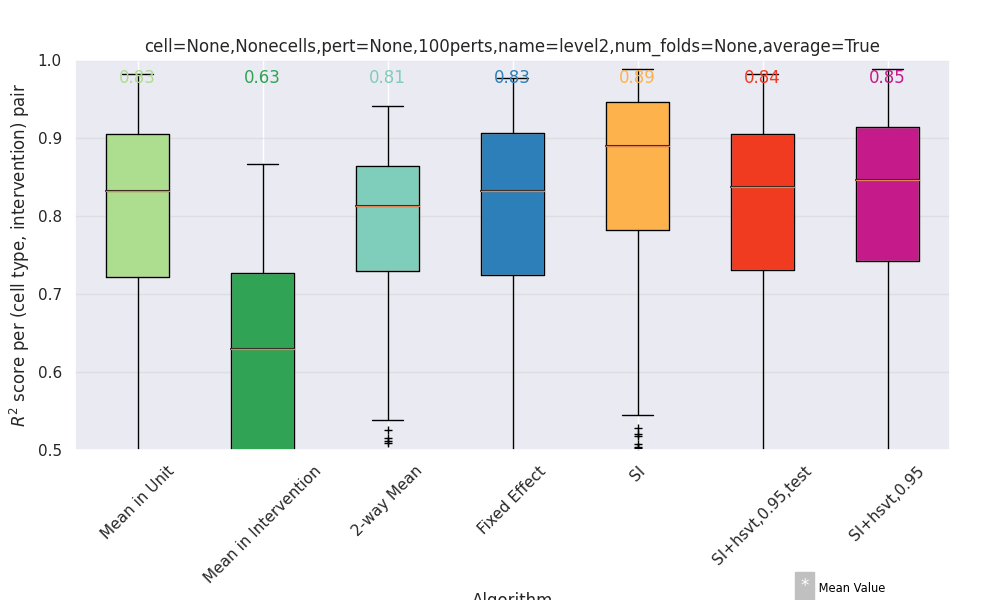 cell=None,Nonecells,pert=None,100perts,name=level2,num_folds=None,average=True
R² score per (cell type, intervention) pair
1.0
0.9
0.8
0.7
0.6
0.5
0.83
0.63
0.81
0.83
0.89
0.84
0.85
Mean in Unit
Mean in Intervention
2-way Mean
Fixed Effect
SI
SI+hsvt,0.95,test
SI+hsvt,0.95
Algorithm
* Mean Value